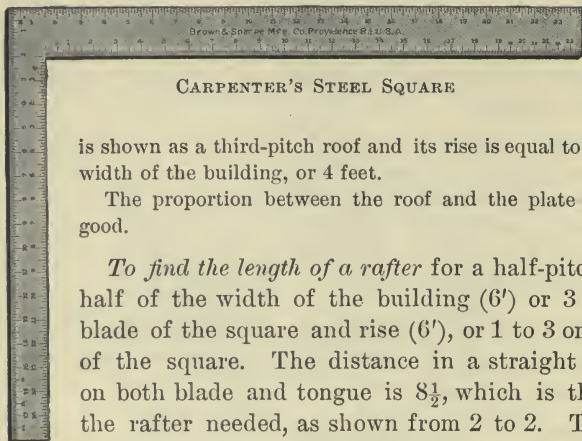 Brown & Sharpe Mfg. Co. Providence R.I. U.S.A.
CARPENTER'S STEEL SQUARE
is shown as a third-pitch roof and its rise is equal to
width of the building, or 4 feet.
The proportion between the roof and the plate
good.
To find the length of a rafter for a half-pitc
half of the width of the building (6′) or 3
blade of the square and rise (6′), or 1 to 3 or
of the square. The distance in a straight
on both blade and tongue is 8½, which is th
the rafter needed, as shown from 2 to 2. T